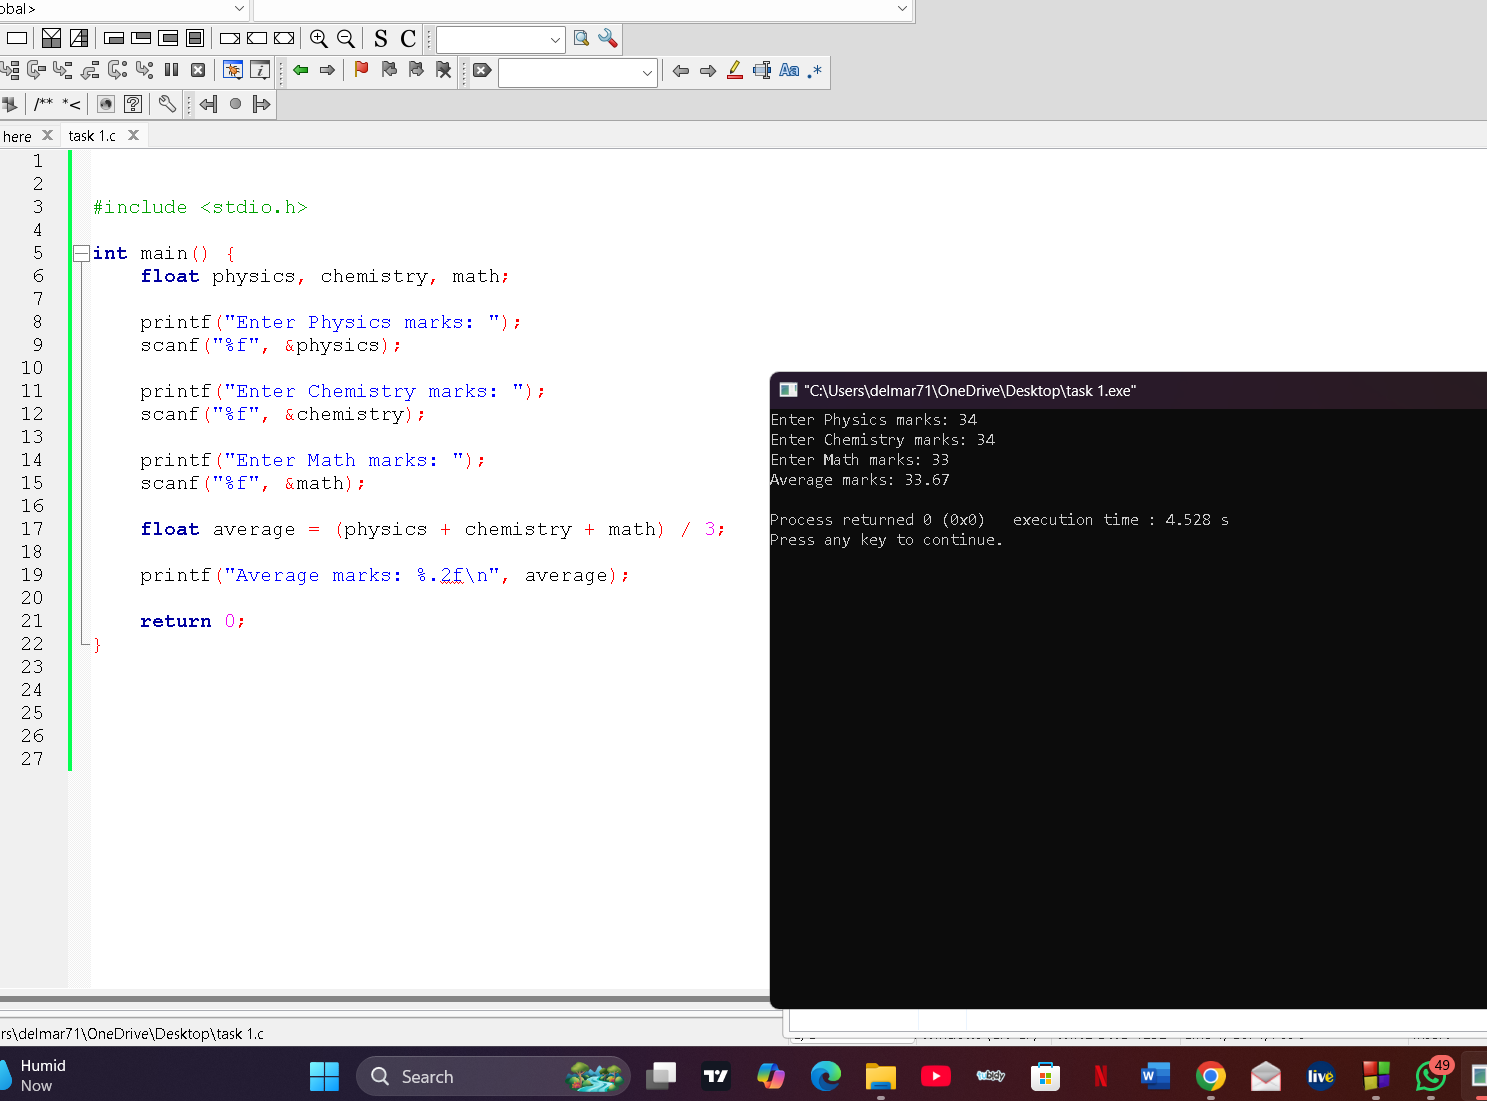 obal>
S C
Aa .*
/** *<
here
task 1.c
1
2
3 #include <stdio.h>
4
5 int main() {
6 float physics, chemistry, math;
7
8 printf("Enter Physics marks: ");
9 scanf("%f", &physics);
10
11 printf("Enter Chemistry marks: ");
12 scanf("%f", &chemistry);
13
14 printf("Enter Math marks: ");
15 scanf("%f", &math);
16
17 float average = (physics + chemistry + math) / 3;
18
19 printf("Average marks: %.2f\n", average);
20
21 return 0;
22 }
23
24
25
26
27
"C:\Users\delmar71\OneDrive\Desktop\task 1.exe"
Enter Physics marks: 34
Enter Chemistry marks: 34
Enter Math marks: 33
Average marks: 33.67
Process returned 0 (0x0)   execution time : 4.528 s
Press any key to continue.
rs\delmar71\OneDrive\Desktop\task 1.c
Humid
Now
Search
live
49